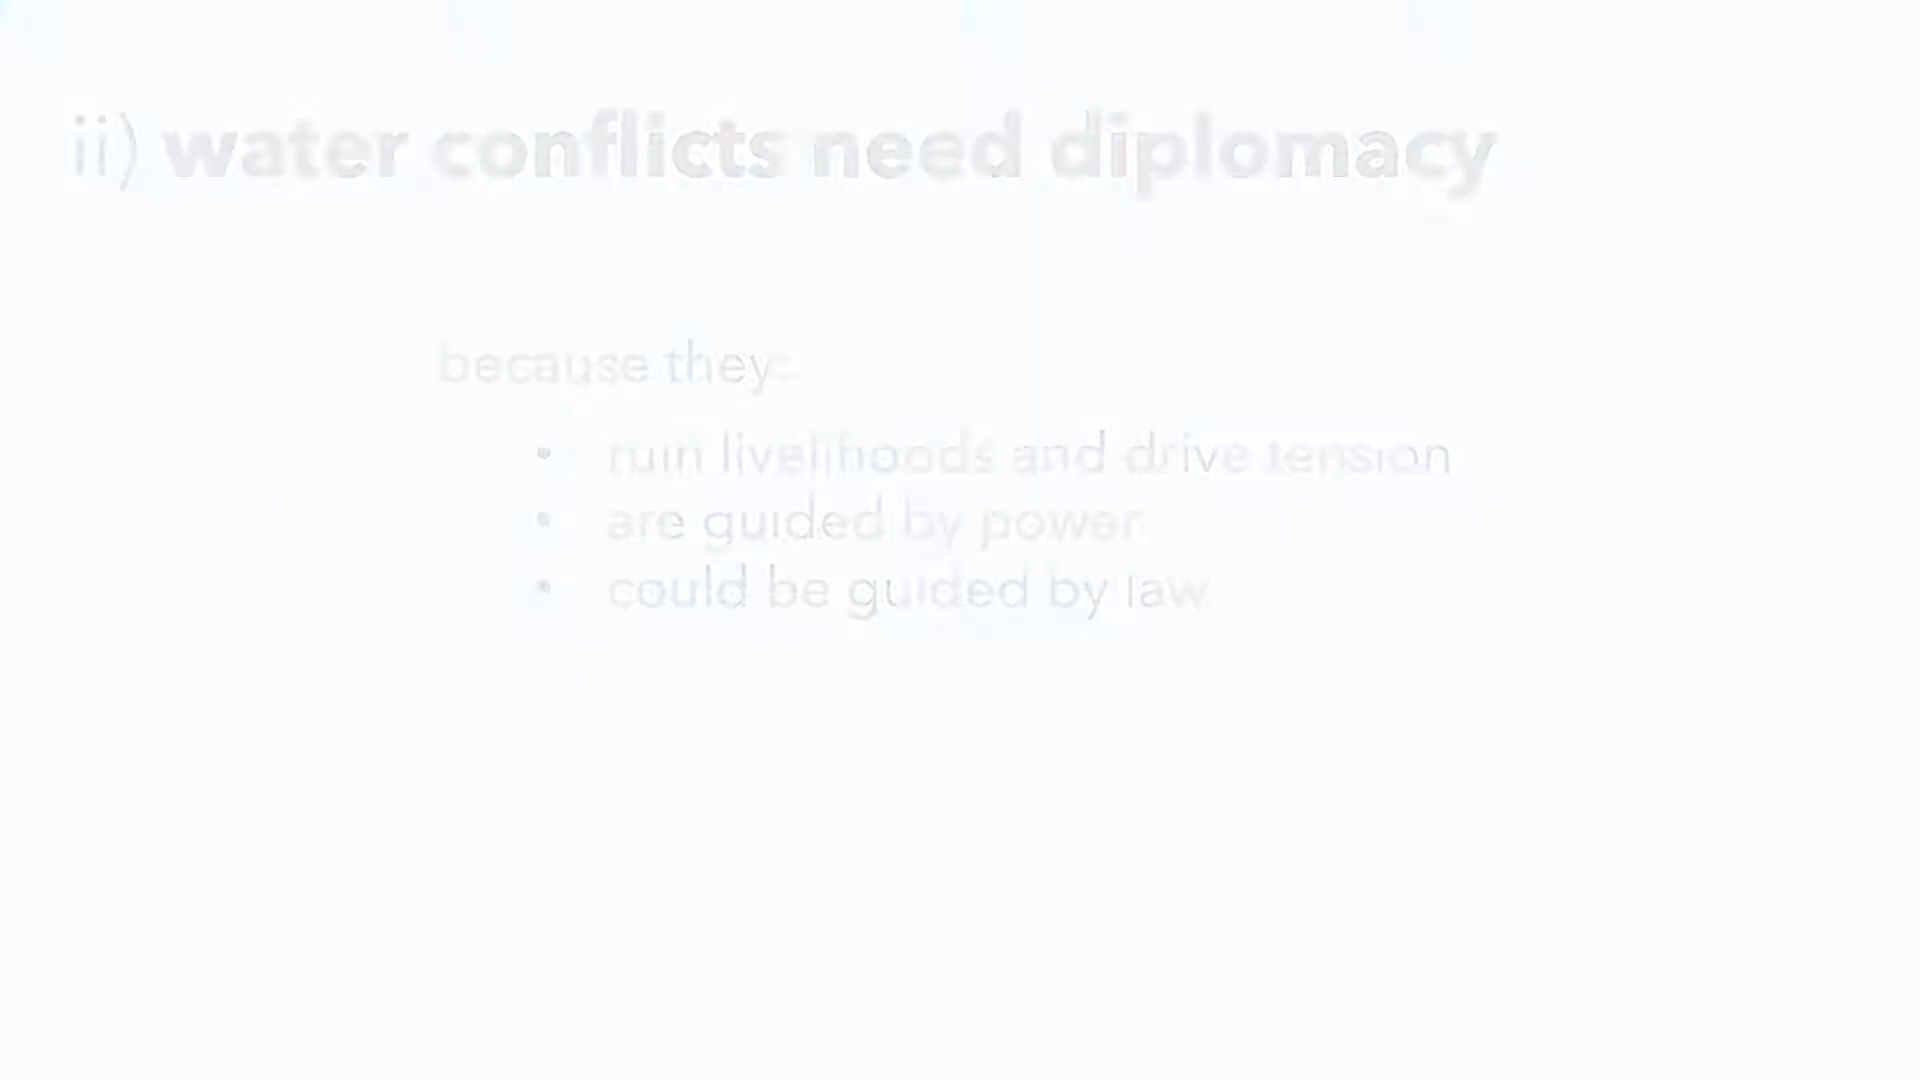 ii) water conflicts need diplomacy
because they:
• ruin livelihoods and drive tension
• are guided by power
• could be guided by law